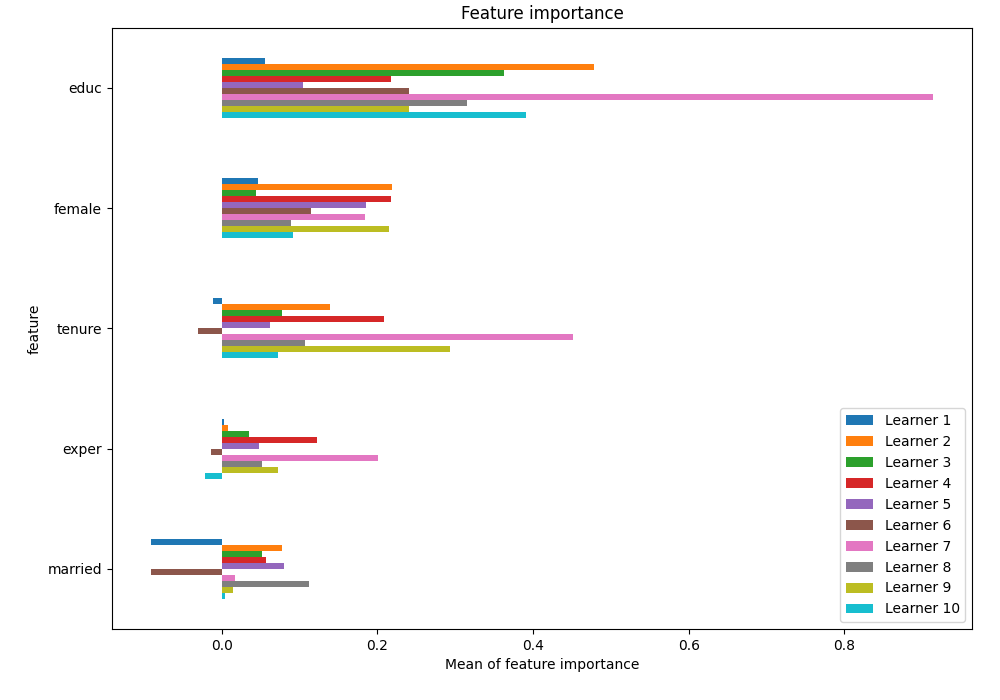 Feature importance
educ
female
tenure
exper
married
feature
0.0
0.2
0.4
0.6
0.8
Mean of feature importance
Learner 1
Learner 2
Learner 3
Learner 4
Learner 5
Learner 6
Learner 7
Learner 8
Learner 9
Learner 10